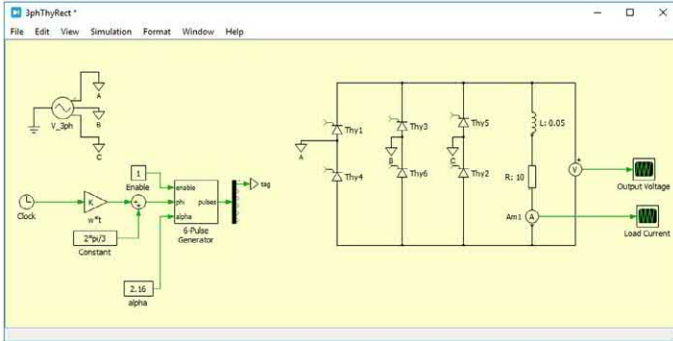 3phThyRect *
File Edit View Simulation Format Window Help
A
V_3ph
B
C
1
Enable
enable
phi
alpha
pulses
tag
Clock
K
w*t
2*pi/3
Constant
6-Pulse
Generator
2.16
alpha
Thy1
Thy3
Thy5
A
B
C
Thy4
Thy6
Thy2
L: 0.05
R: 10
V
Output Voltage
Am1
A
Load Current